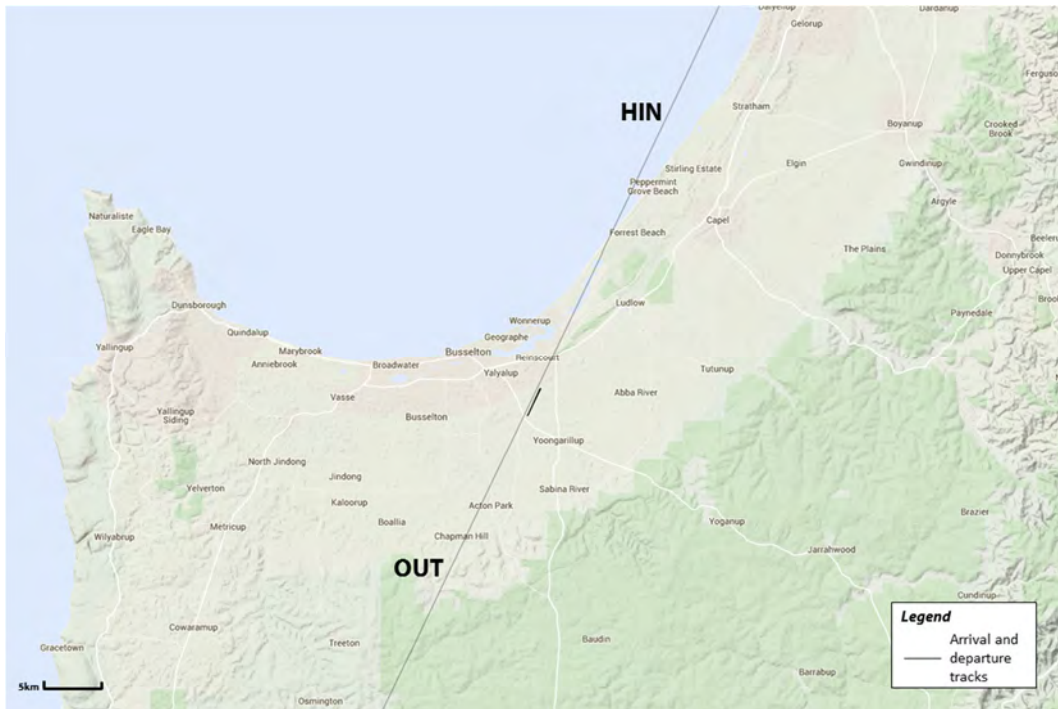 Daryellup
Dardanup
Gelorup
HIN
Stratham
Crooked
Brook
Boyanup
Elgin
Gwindinup
Stirling Estate
Peppermint
Grove Beach
Argyle
Naturaliste
Eagle Bay
Capel
Forrest Beach
The Plains
Donnybrook
Upper Capel
Dunsborough
Ludlow
Paynedale
Wonnerup
Quindalup
Geographe
Yallingup
Marybrook
Busselton
Reinscourt
Anniebrook
Broadwater
Yalyalup
Tutunup
Vasse
Abba River
Yallingup
Siding
Busselton
Yoongarillup
North Jindong
Jindong
Yelverton
Sabina River
Kaloorup
Acton Park
Brazier
Metricup
Boallia
Yoganup
Wilyabrup
Chapman Hill
Jarrahwood
OUT
Cundinup
Legend
Arrival and
departure
tracks
Cowaramup
Baudin
Gracetown
Treeton
Barrabup
5km
Osmington